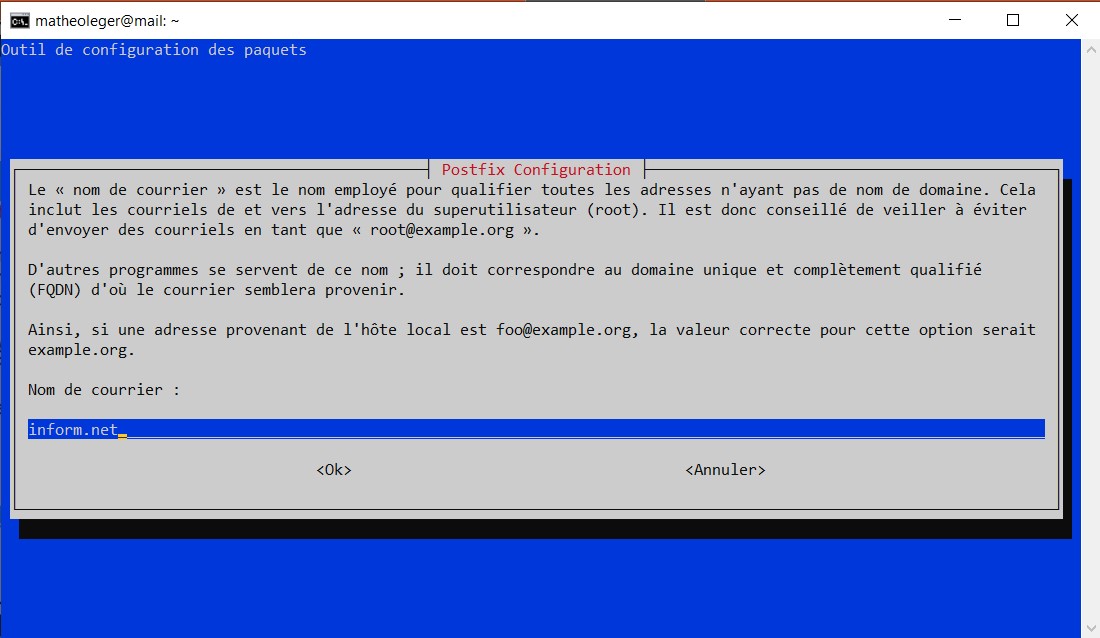 matheoleger@mail: ~
Outil de configuration des paquets
Postfix Configuration
Le « nom de courrier » est le nom employé pour qualifier toutes les adresses n'ayant pas de nom de domaine. Cela
inclut les courriels de et vers l'adresse du superutilisateur (root). Il est donc conseillé de veiller à éviter
d'envoyer des courriels en tant que « root@example.org ».
D'autres programmes se servent de ce nom ; il doit correspondre au domaine unique et complètement qualifié
(FQDN) d'où le courrier semblera provenir.
Ainsi, si une adresse provenant de l'hôte local est foo@example.org, la valeur correcte pour cette option serait
example.org.
Nom de courrier :
inform.net
<Ok> <Annuler>